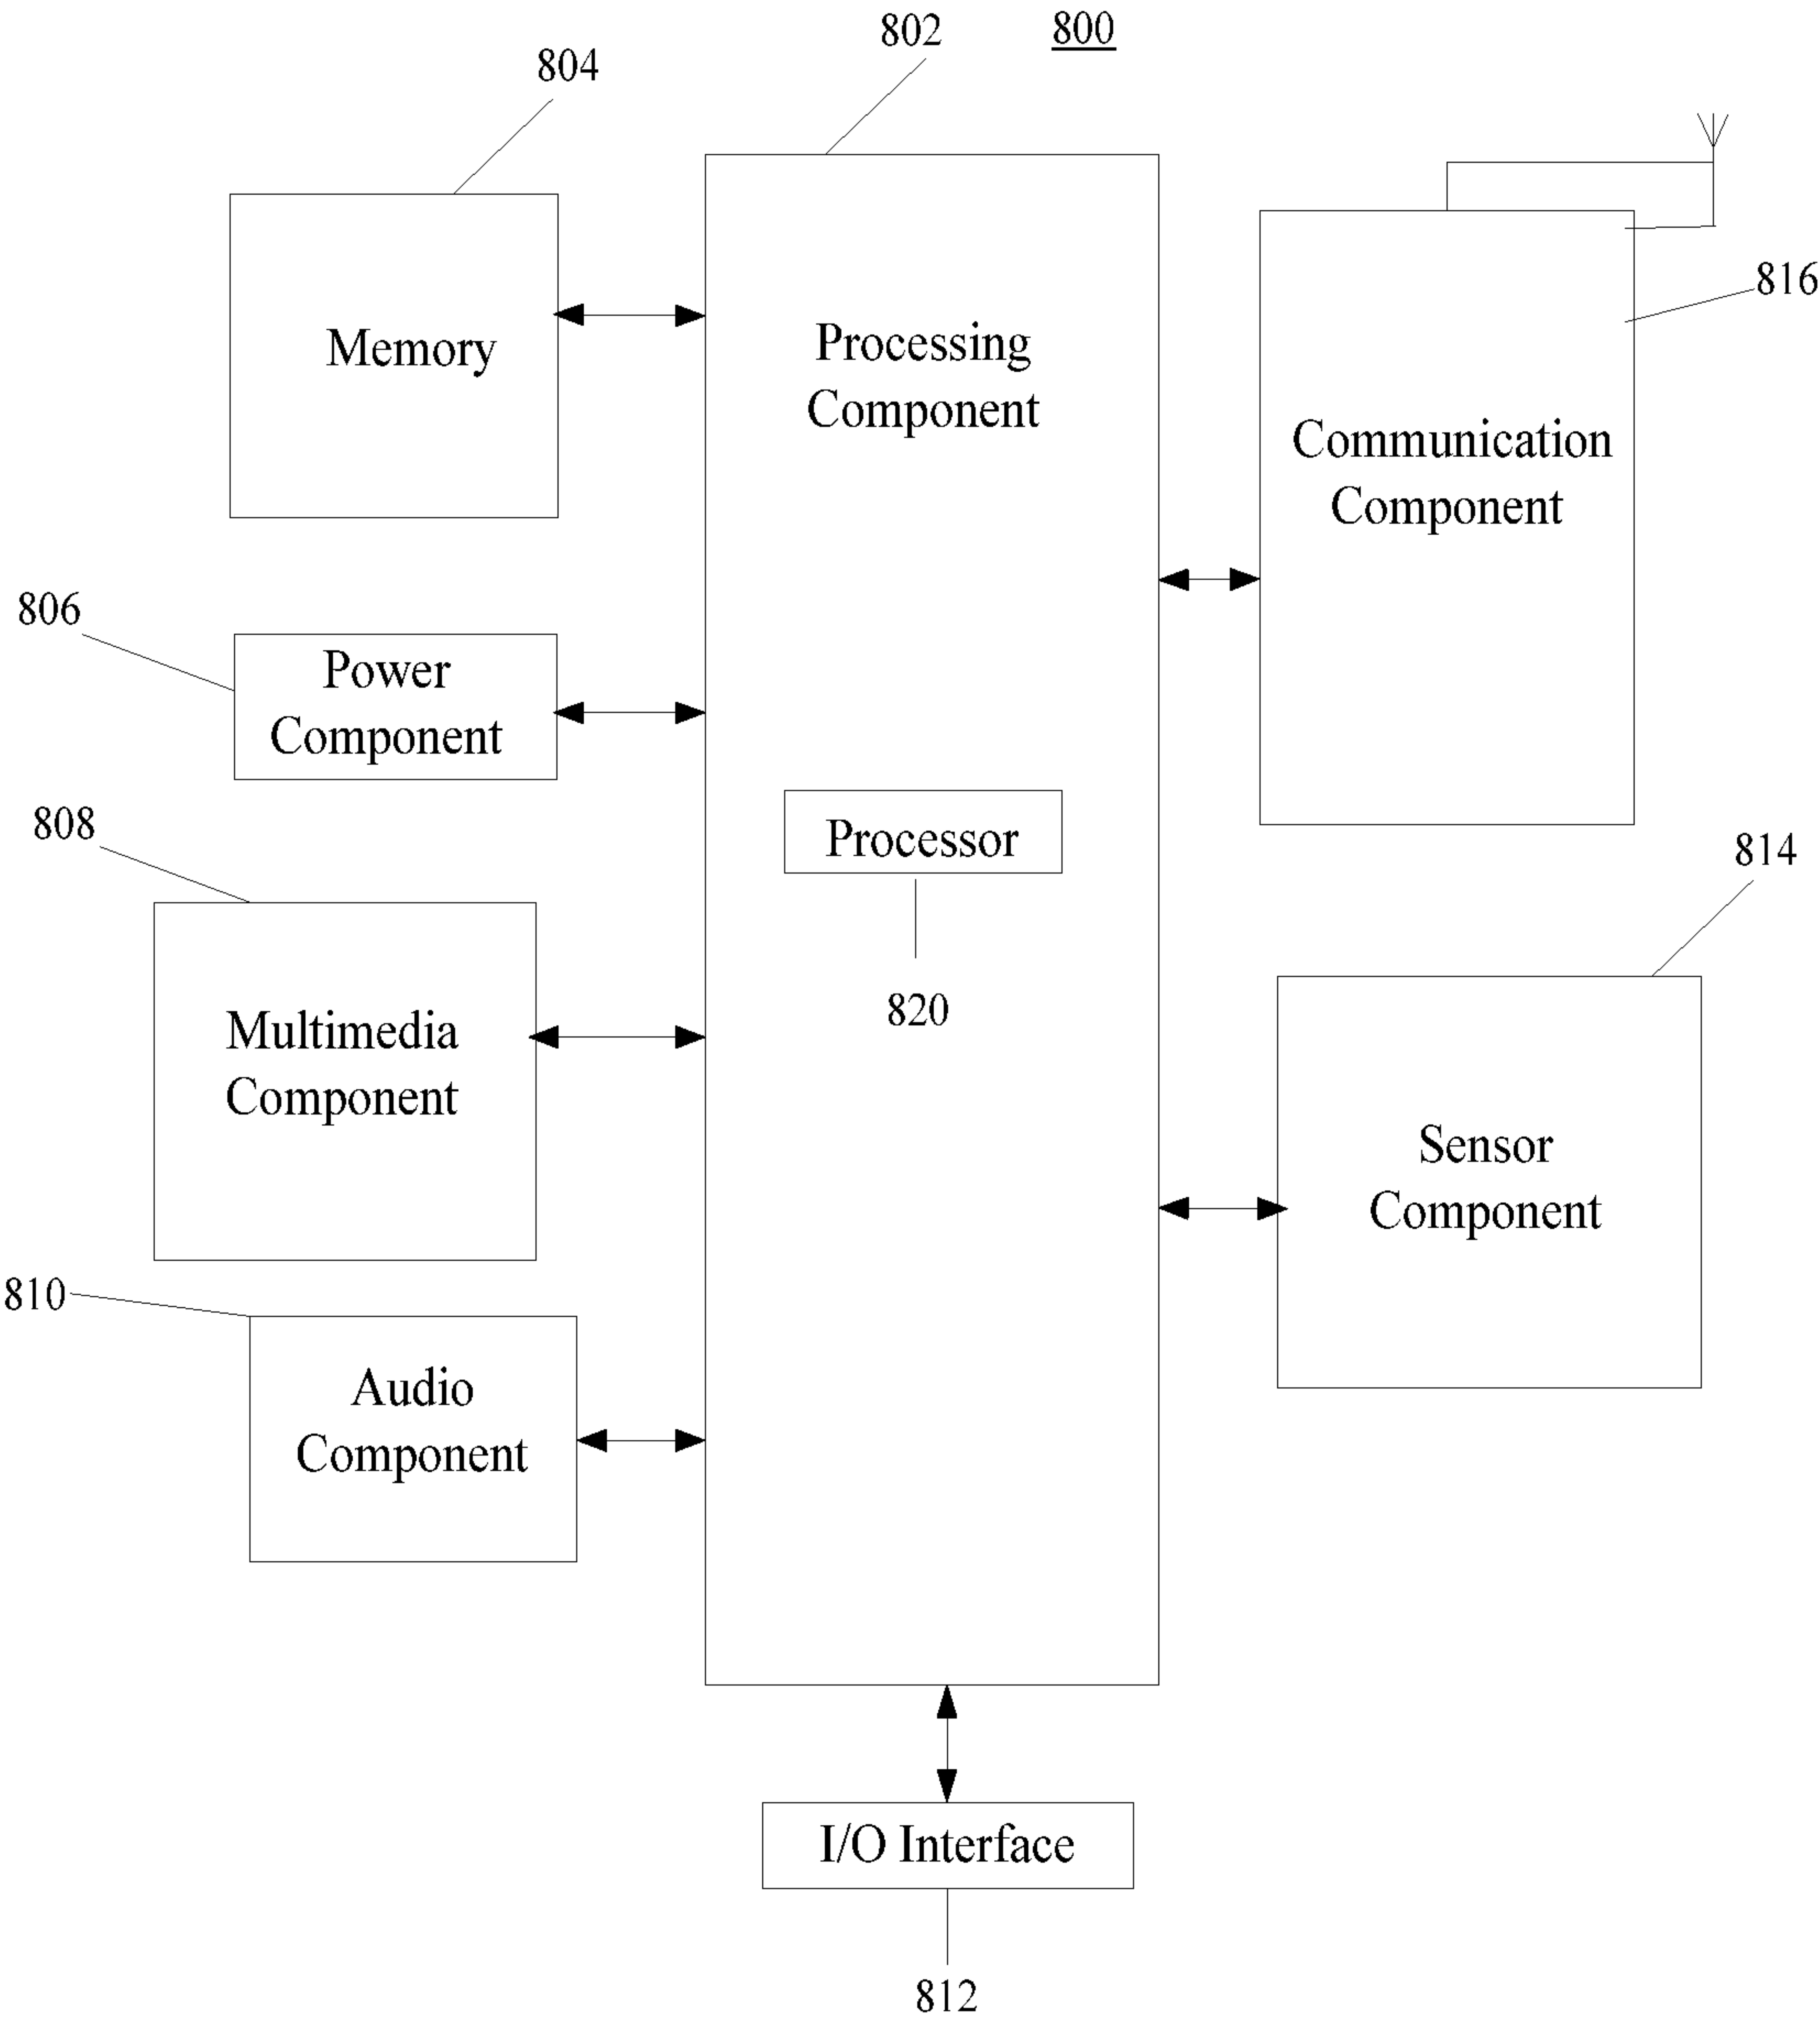 802
800
804
816
Memory
Processing
Component
Communication
Component
806
Power
Component
808
Processor
814
820
Multimedia
Component
Sensor
Component
810
Audio
Component
I/O Interface
812